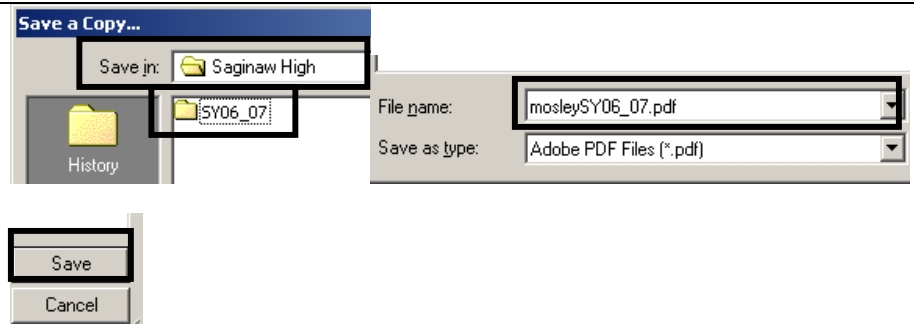 Save a Copy...
Save in: Saginaw High
SY06_07
History
File name: mosleySY06_07.pdf
Save as type: Adobe PDF Files (*.pdf)
Save
Cancel